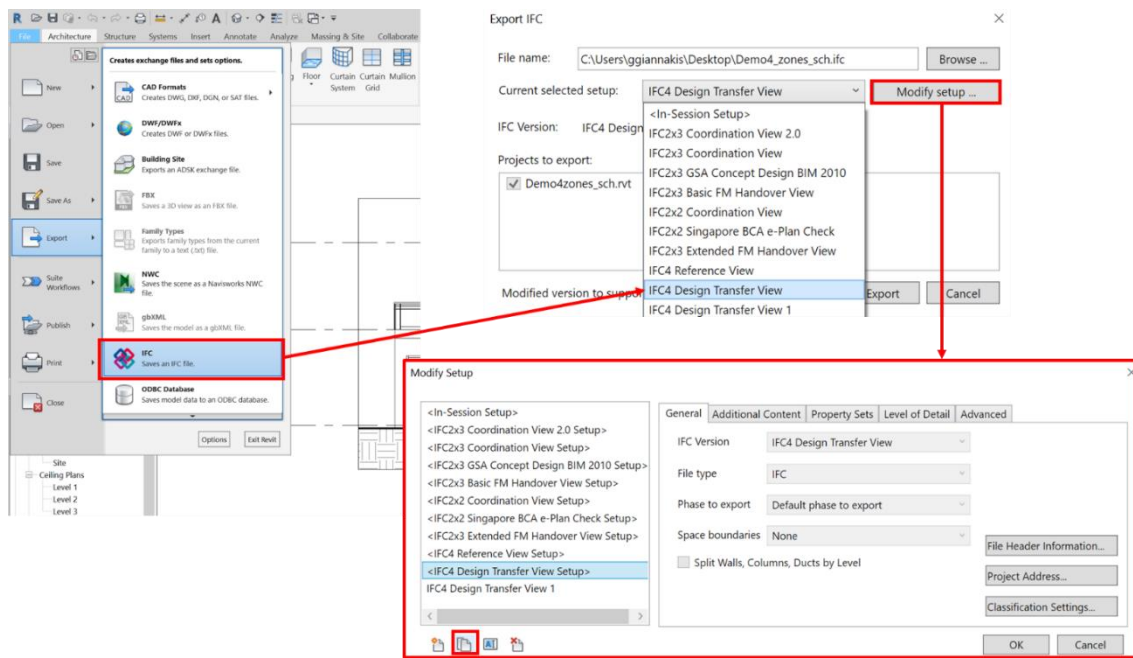 File Architecture Structure Systems Insert Annotate Analyze Massing & Site Collaborate
Creates exchange files and sets options.
New
CAD Formats
Creates DWG, DXF, DGN, or SAT files.
Open
DWF/DWFx
Creates DWF or DWFx files.
Save
Building Site
Exports an ADSK exchange file.
Save As
FBX
Saves a 3D view as an FBX file.
Export
Family Types
Exports family types from the current
family to a text (.txt) file.
Suite
Workflows
NWC
Saves the scene as a Navisworks NWC
file.
Publish
gbXML
Saves the model as a gbXML file.
Print
IFC
Saves an IFC file.
Close
ODBC Database
Saves model data to an ODBC database.
Options Exit Revit
Floor Curtain Curtain Mullion
System Grid
Site
Ceiling Plans
Level 1
Level 2
Level 3
Export IFC
File name: C:\Users\ggiannakis\Desktop\Demo4_zones_sch.ifc Browse ...
Current selected setup: IFC4 Design Transfer View Modify setup ...
IFC Version: IFC4 Design
Projects to export:
Demo4zones_sch.rvt
<In-Session Setup>
IFC2x3 Coordination View 2.0
IFC2x3 Coordination View
IFC2x3 GSA Concept Design BIM 2010
IFC2x3 Basic FM Handover View
IFC2x2 Coordination View
IFC2x2 Singapore BCA e-Plan Check
IFC2x3 Extended FM Handover View
IFC4 Reference View
IFC4 Design Transfer View
IFC4 Design Transfer View 1
Modified version to suppor Export Cancel
Modify Setup
<In-Session Setup>
<IFC2x3 Coordination View 2.0 Setup>
<IFC2x3 Coordination View Setup>
<IFC2x3 GSA Concept Design BIM 2010 Setup>
<IFC2x3 Basic FM Handover View Setup>
<IFC2x2 Coordination View Setup>
<IFC2x2 Singapore BCA e-Plan Check Setup>
<IFC2x3 Extended FM Handover View Setup>
<IFC4 Reference View Setup>
<IFC4 Design Transfer View Setup>
IFC4 Design Transfer View 1
General Additional Content Property Sets Level of Detail Advanced
IFC Version IFC4 Design Transfer View
File type IFC
Phase to export Default phase to export
Space boundaries None
Split Walls, Columns, Ducts by Level
File Header Information...
Project Address...
Classification Settings...
OK Cancel